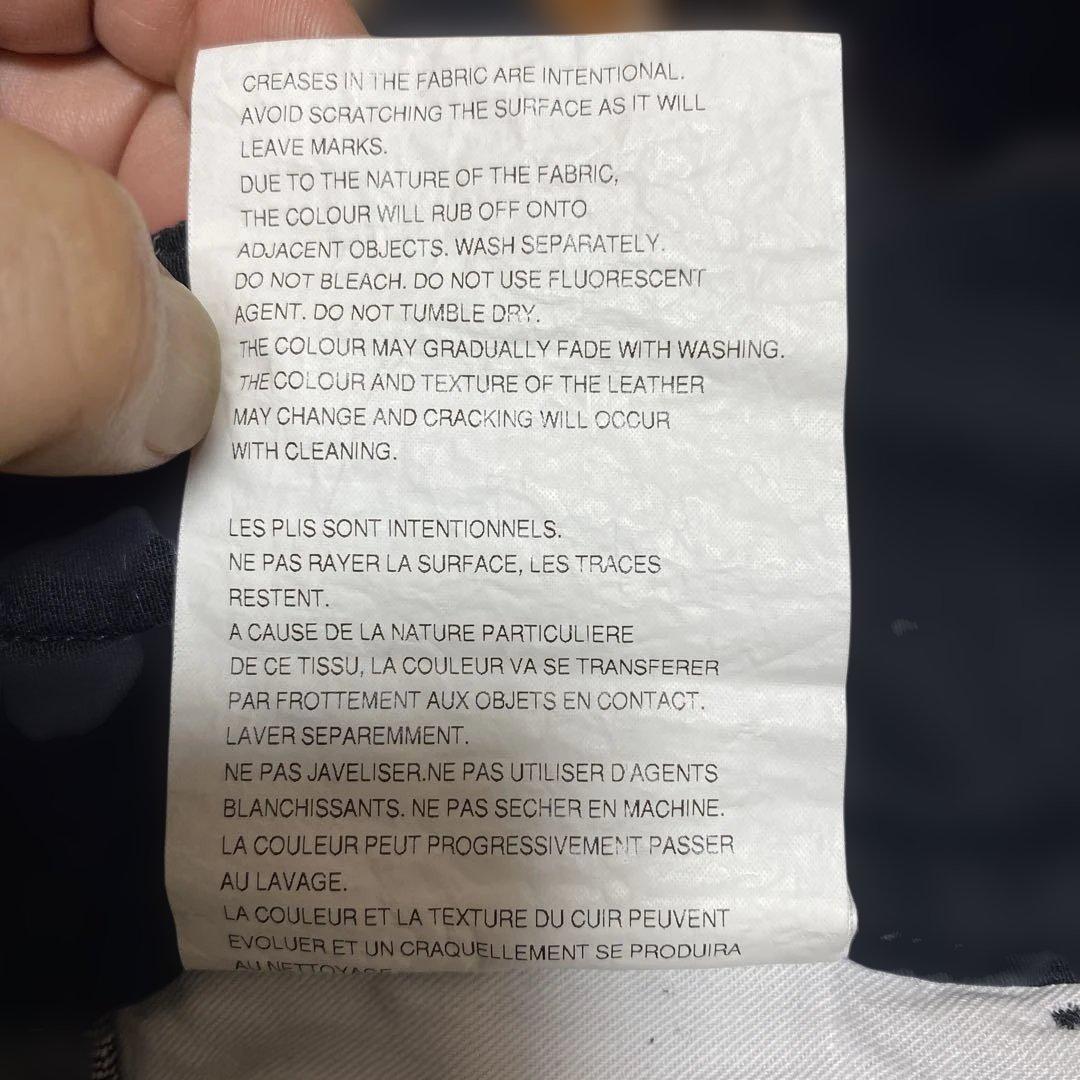 CREASES IN THE FABRIC ARE INTENTIONAL.
AVOID SCRATCHING THE SURFACE AS IT WILL
LEAVE MARKS.
DUE TO THE NATURE OF THE FABRIC,
THE COLOUR WILL RUB OFF ONTO
ADJACENT OBJECTS. WASH SEPARATELY.
DO NOT BLEACH. DO NOT USE FLUORESCENT
AGENT. DO NOT TUMBLE DRY.
THE COLOUR MAY GRADUALLY FADE WITH WASHING.
THE COLOUR AND TEXTURE OF THE LEATHER
MAY CHANGE AND CRACKING WILL OCCUR
WITH CLEANING.
LES PLIS SONT INTENTIONNELS.
NE PAS RAYER LA SURFACE, LES TRACES
RESTENT.
A CAUSE DE LA NATURE PARTICULIERE
DE CE TISSU, LA COULEUR VA SE TRANSFERER
PAR FROTTEMENT AUX OBJETS EN CONTACT.
LAVER SEPAREMMENT.
NE PAS JAVELISER.NE PAS UTILISER D'AGENTS
BLANCHISSANTS. NE PAS SECHER EN MACHINE.
LA COULEUR PEUT PROGRESSIVEMENT PASSER
AU LAVAGE.
LA COULEUR ET LA TEXTURE DU CUIR PEUVENT
EVOLUER ET UN CRAQUELLEMENT SE PRODUIRA
AU NETTOYAGE